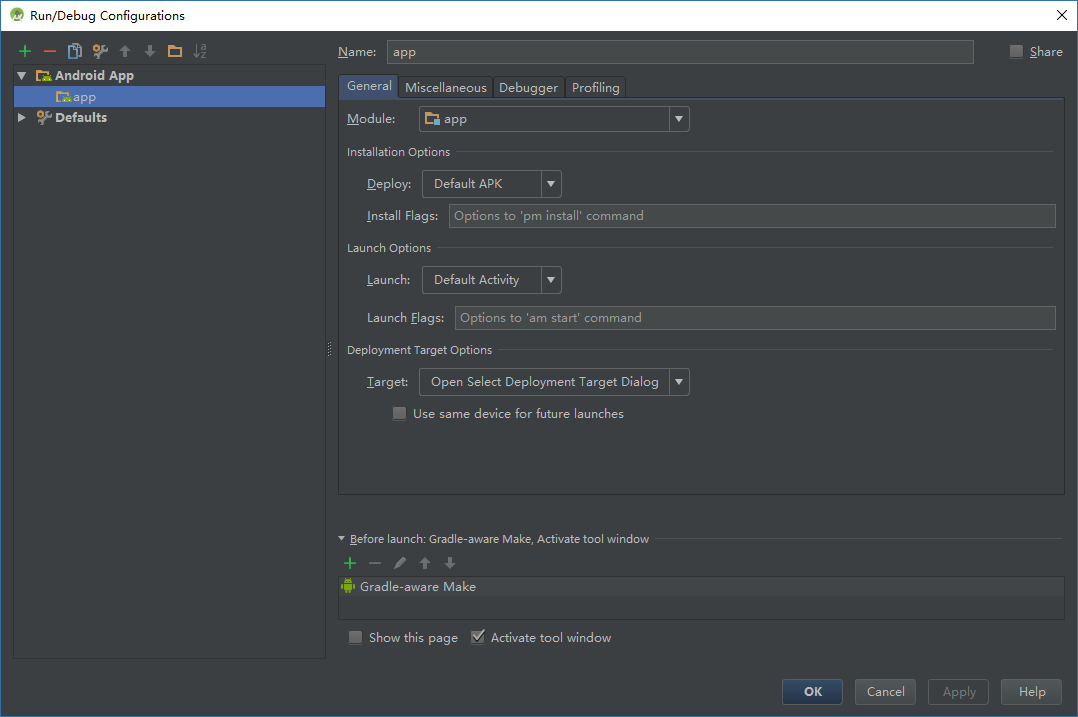 Run/Debug Configurations
Name: app Share
Android App
app
Defaults
General Miscellaneous Debugger Profiling
Module: app
Installation Options
Deploy: Default APK
Install Flags: Options to 'pm install' command
Launch Options
Launch: Default Activity
Launch Flags: Options to 'am start' command
Deployment Target Options
Target: Open Select Deployment Target Dialog
Use same device for future launches
Before launch: Gradle-aware Make, Activate tool window
Gradle-aware Make
Show this page Activate tool window
OK Cancel Apply Help